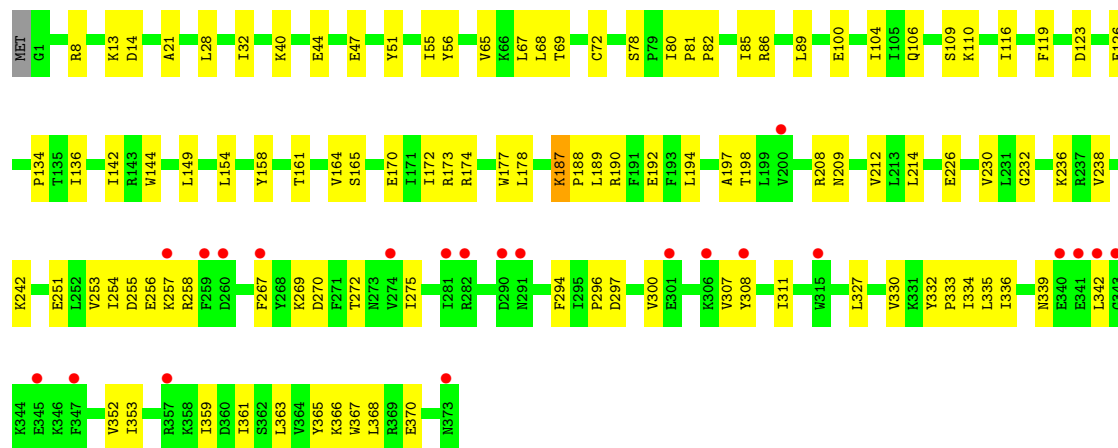 MET G1 R8 K13 D14 A21 L28 I32 K40 E44 E47 Y51 I55 Y56 V65 K66 L67 L68 T69 C72 S78 P79 I80 P81 P82 I85 R86 L89 E100 I104 I105 Q106 S109 K110 I116 F119 D123
P134 T135 I136 I142 R143 W144 L149 L154 Y158 T161 V164 S165 E170 I171 I172 R173 R174 W177 L178 K187 P188 L189 R190 F191 E192 F193 L194 A197 T198 L199 V200 R208 N209 V212 L213 L214 E226 V230 L231 G232 K236 R237 V238
K242 E251 L252 V253 I254 D255 E256 K257 R258 F259 D260 F267 Y268 K269 D270 F271 T272 N273 V274 I275 I281 R282 D290 N291 F294 I295 P296 D297 V300 E301 K306 V307 Y308 I311 W315 L327 V330 K331 Y332 P333 I334 L335 I336 N339 E340 E341 L342
K344 E345 K346 F347 V352 I353 R357 K358 I359 D360 I361 S362 L363 V364 Y365 K366 W367 L368 R369 E370 N373